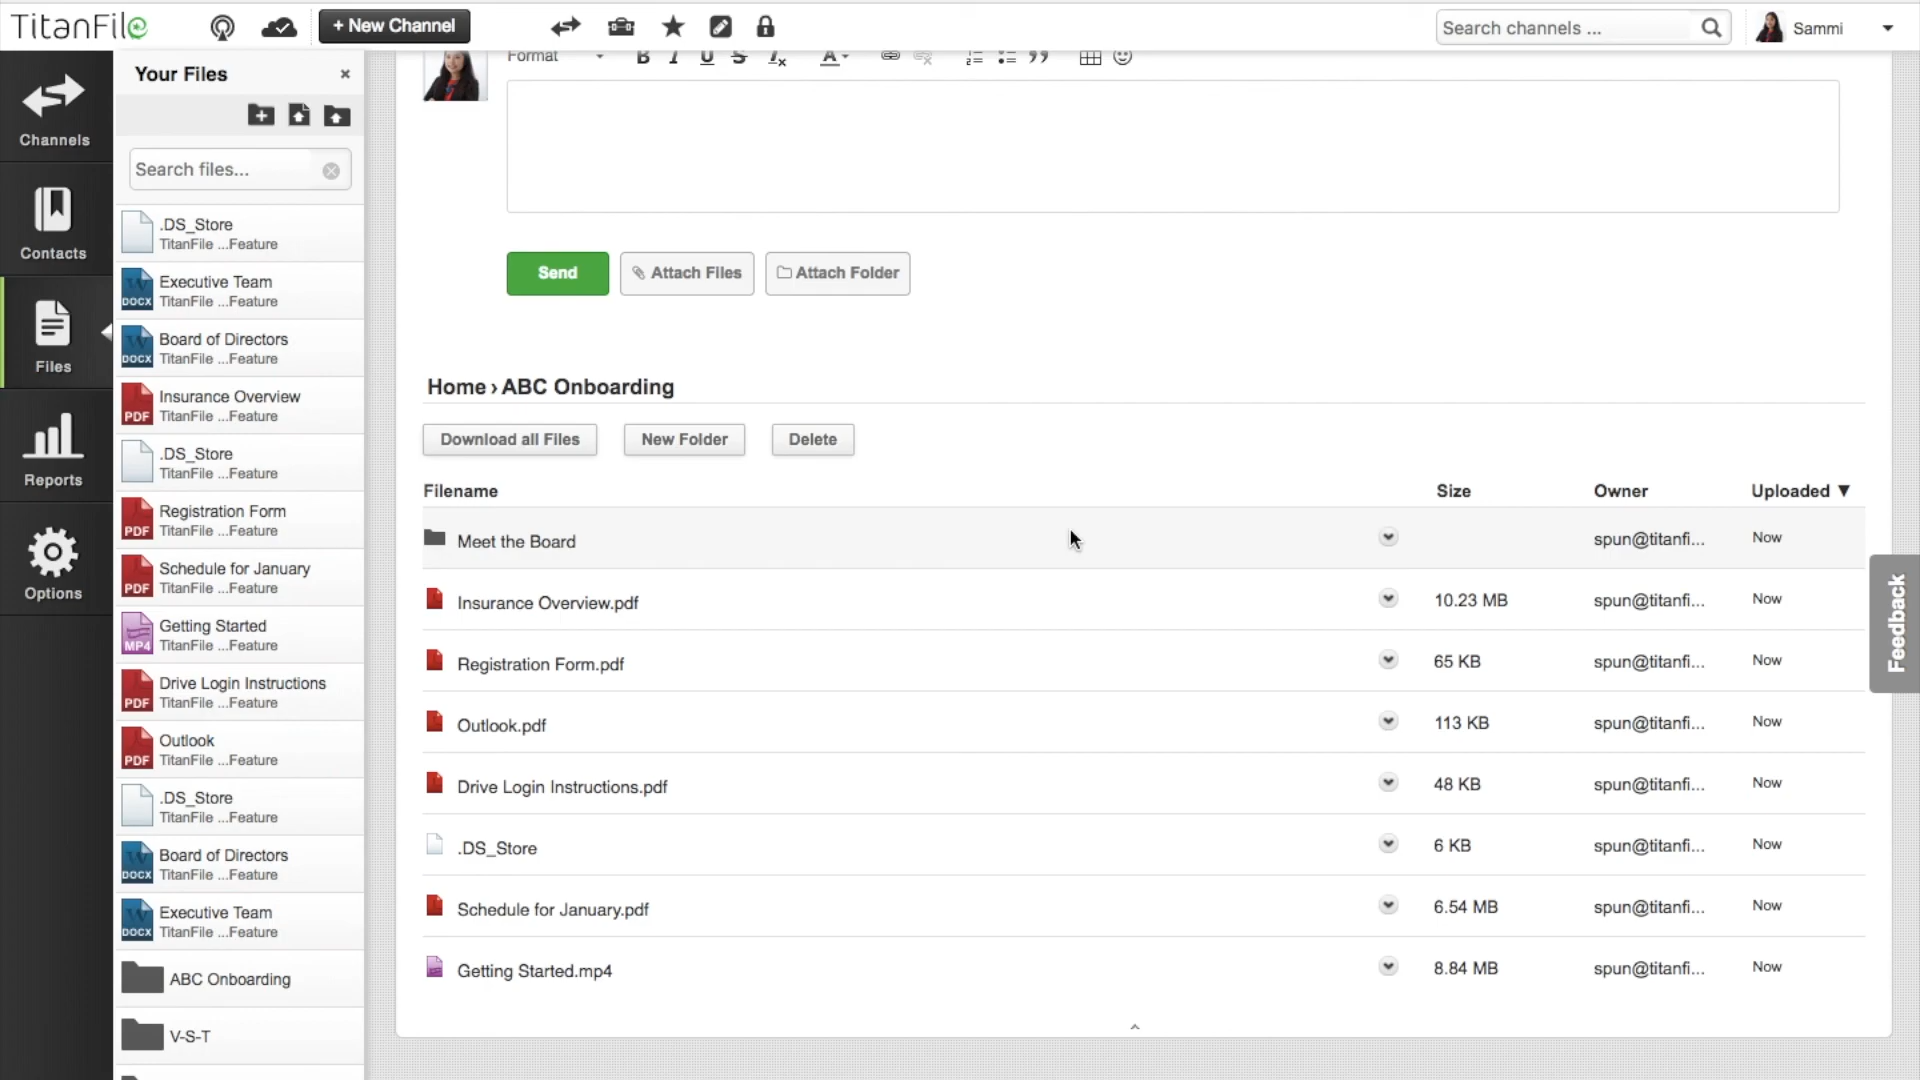 TitanFile
+ New Channel
Search channels ...
Sammi
Channels
Contacts
Files
Reports
Options
Your Files
Search files...
.DS_Store
TitanFile ...Feature
DOCX
Executive Team
TitanFile ...Feature
DOCX
Board of Directors
TitanFile ...Feature
PDF
Insurance Overview
TitanFile ...Feature
.DS_Store
TitanFile ...Feature
PDF
Registration Form
TitanFile ...Feature
PDF
Schedule for January
TitanFile ...Feature
MP4
Getting Started
TitanFile ...Feature
PDF
Drive Login Instructions
TitanFile ...Feature
PDF
Outlook
TitanFile ...Feature
.DS_Store
TitanFile ...Feature
DOCX
Board of Directors
TitanFile ...Feature
DOCX
Executive Team
TitanFile ...Feature
ABC Onboarding
V-S-T
Format B I U S Ix A
Send Attach Files Attach Folder
Home › ABC Onboarding
Download all Files New Folder Delete
Filename Size Owner Uploaded ▼
Meet the Board spun@titanfi... Now
Insurance Overview.pdf 10.23 MB spun@titanfi... Now
Registration Form.pdf 65 KB spun@titanfi... Now
Outlook.pdf 113 KB spun@titanfi... Now
Drive Login Instructions.pdf 48 KB spun@titanfi... Now
.DS_Store 6 KB spun@titanfi... Now
Schedule for January.pdf 6.54 MB spun@titanfi... Now
Getting Started.mp4 8.84 MB spun@titanfi... Now
Feedback